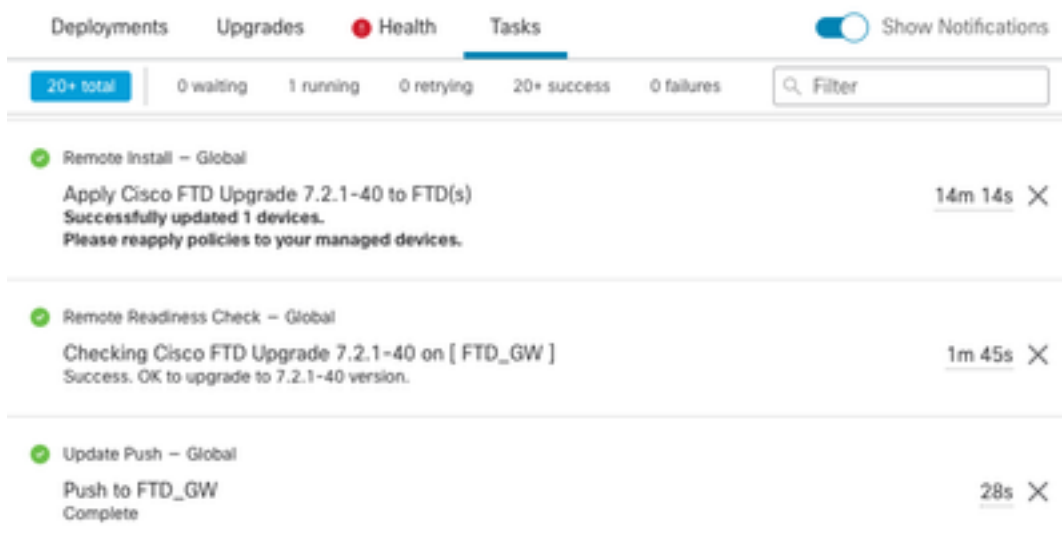 Deployments Upgrades Health Tasks Show Notifications
20+ total 0 waiting 1 running 0 retrying 20+ success 0 failures Filter
Remote Install – Global
Apply Cisco FTD Upgrade 7.2.1-40 to FTD(s) 14m 14s
Successfully updated 1 devices.
Please reapply policies to your managed devices.
Remote Readiness Check – Global
Checking Cisco FTD Upgrade 7.2.1-40 on [ FTD_GW ] 1m 45s
Success. OK to upgrade to 7.2.1-40 version.
Update Push – Global
Push to FTD_GW 28s
Complete